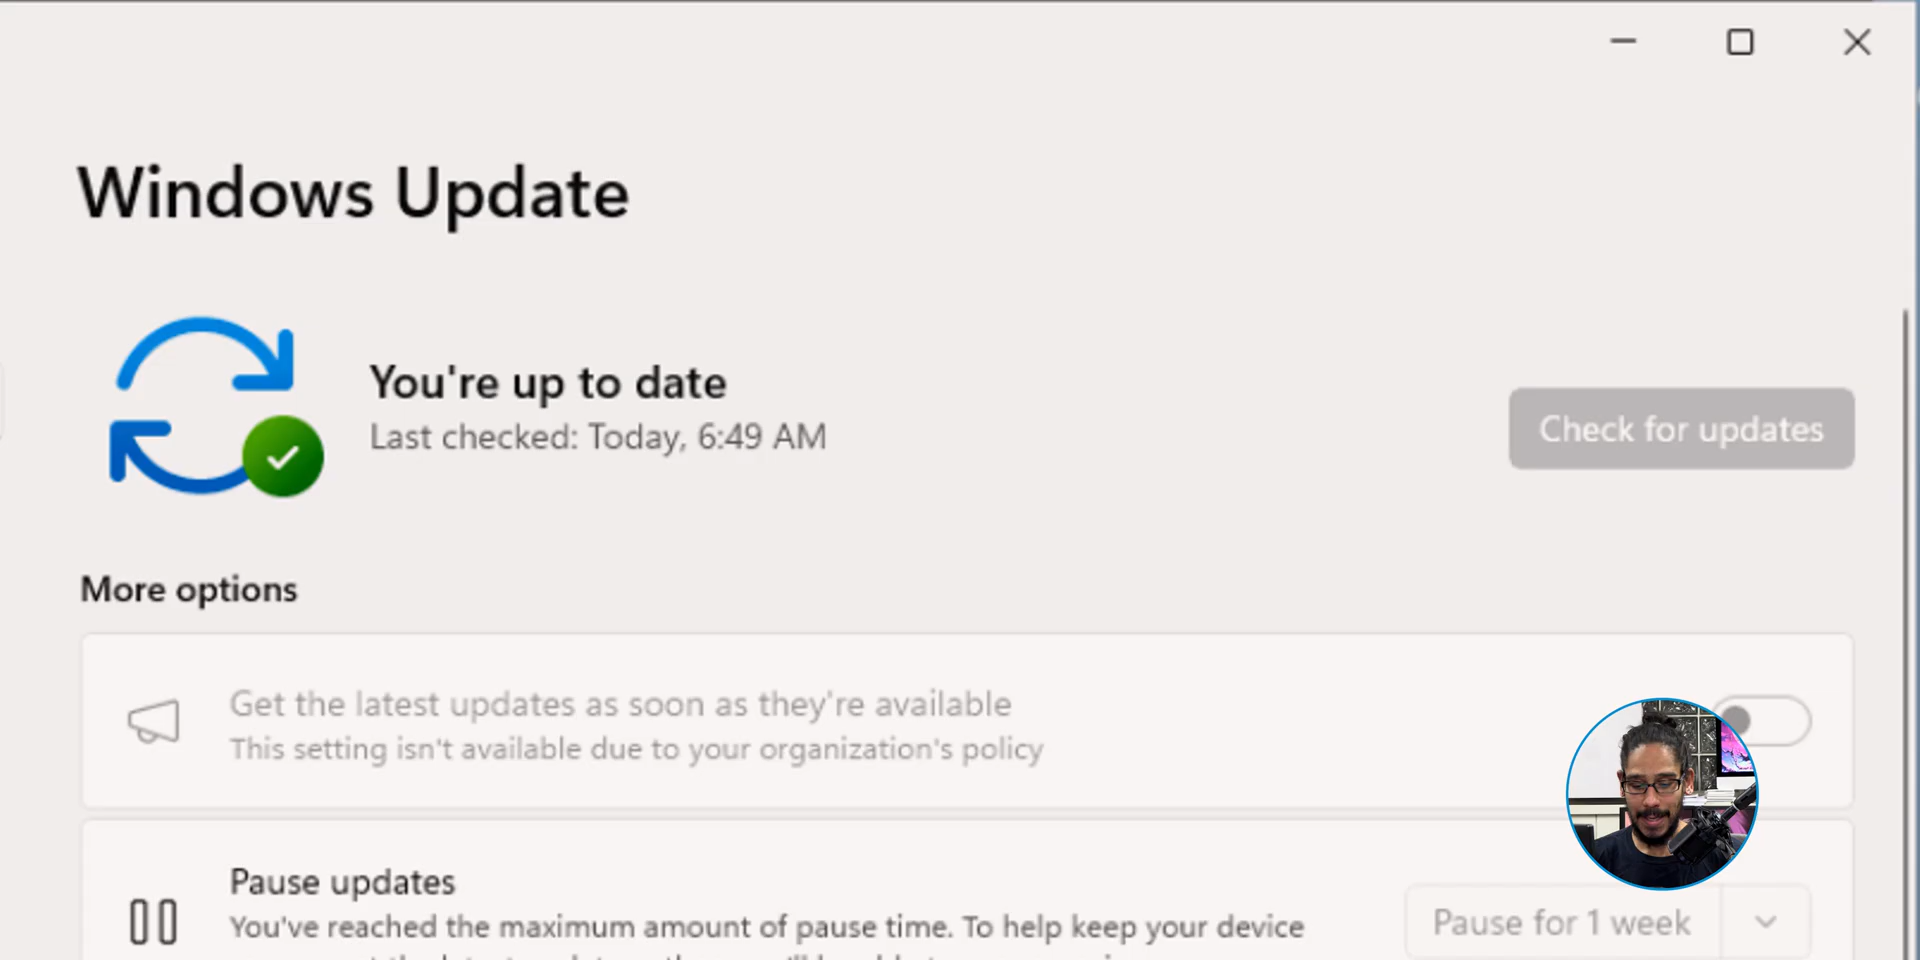 Windows Update
You're up to date
Last checked: Today, 6:49 AM
Check for updates
More options
Get the latest updates as soon as they're available
This setting isn't available due to your organization's policy
Pause updates
You've reached the maximum amount of pause time. To help keep your device
Pause for 1 week